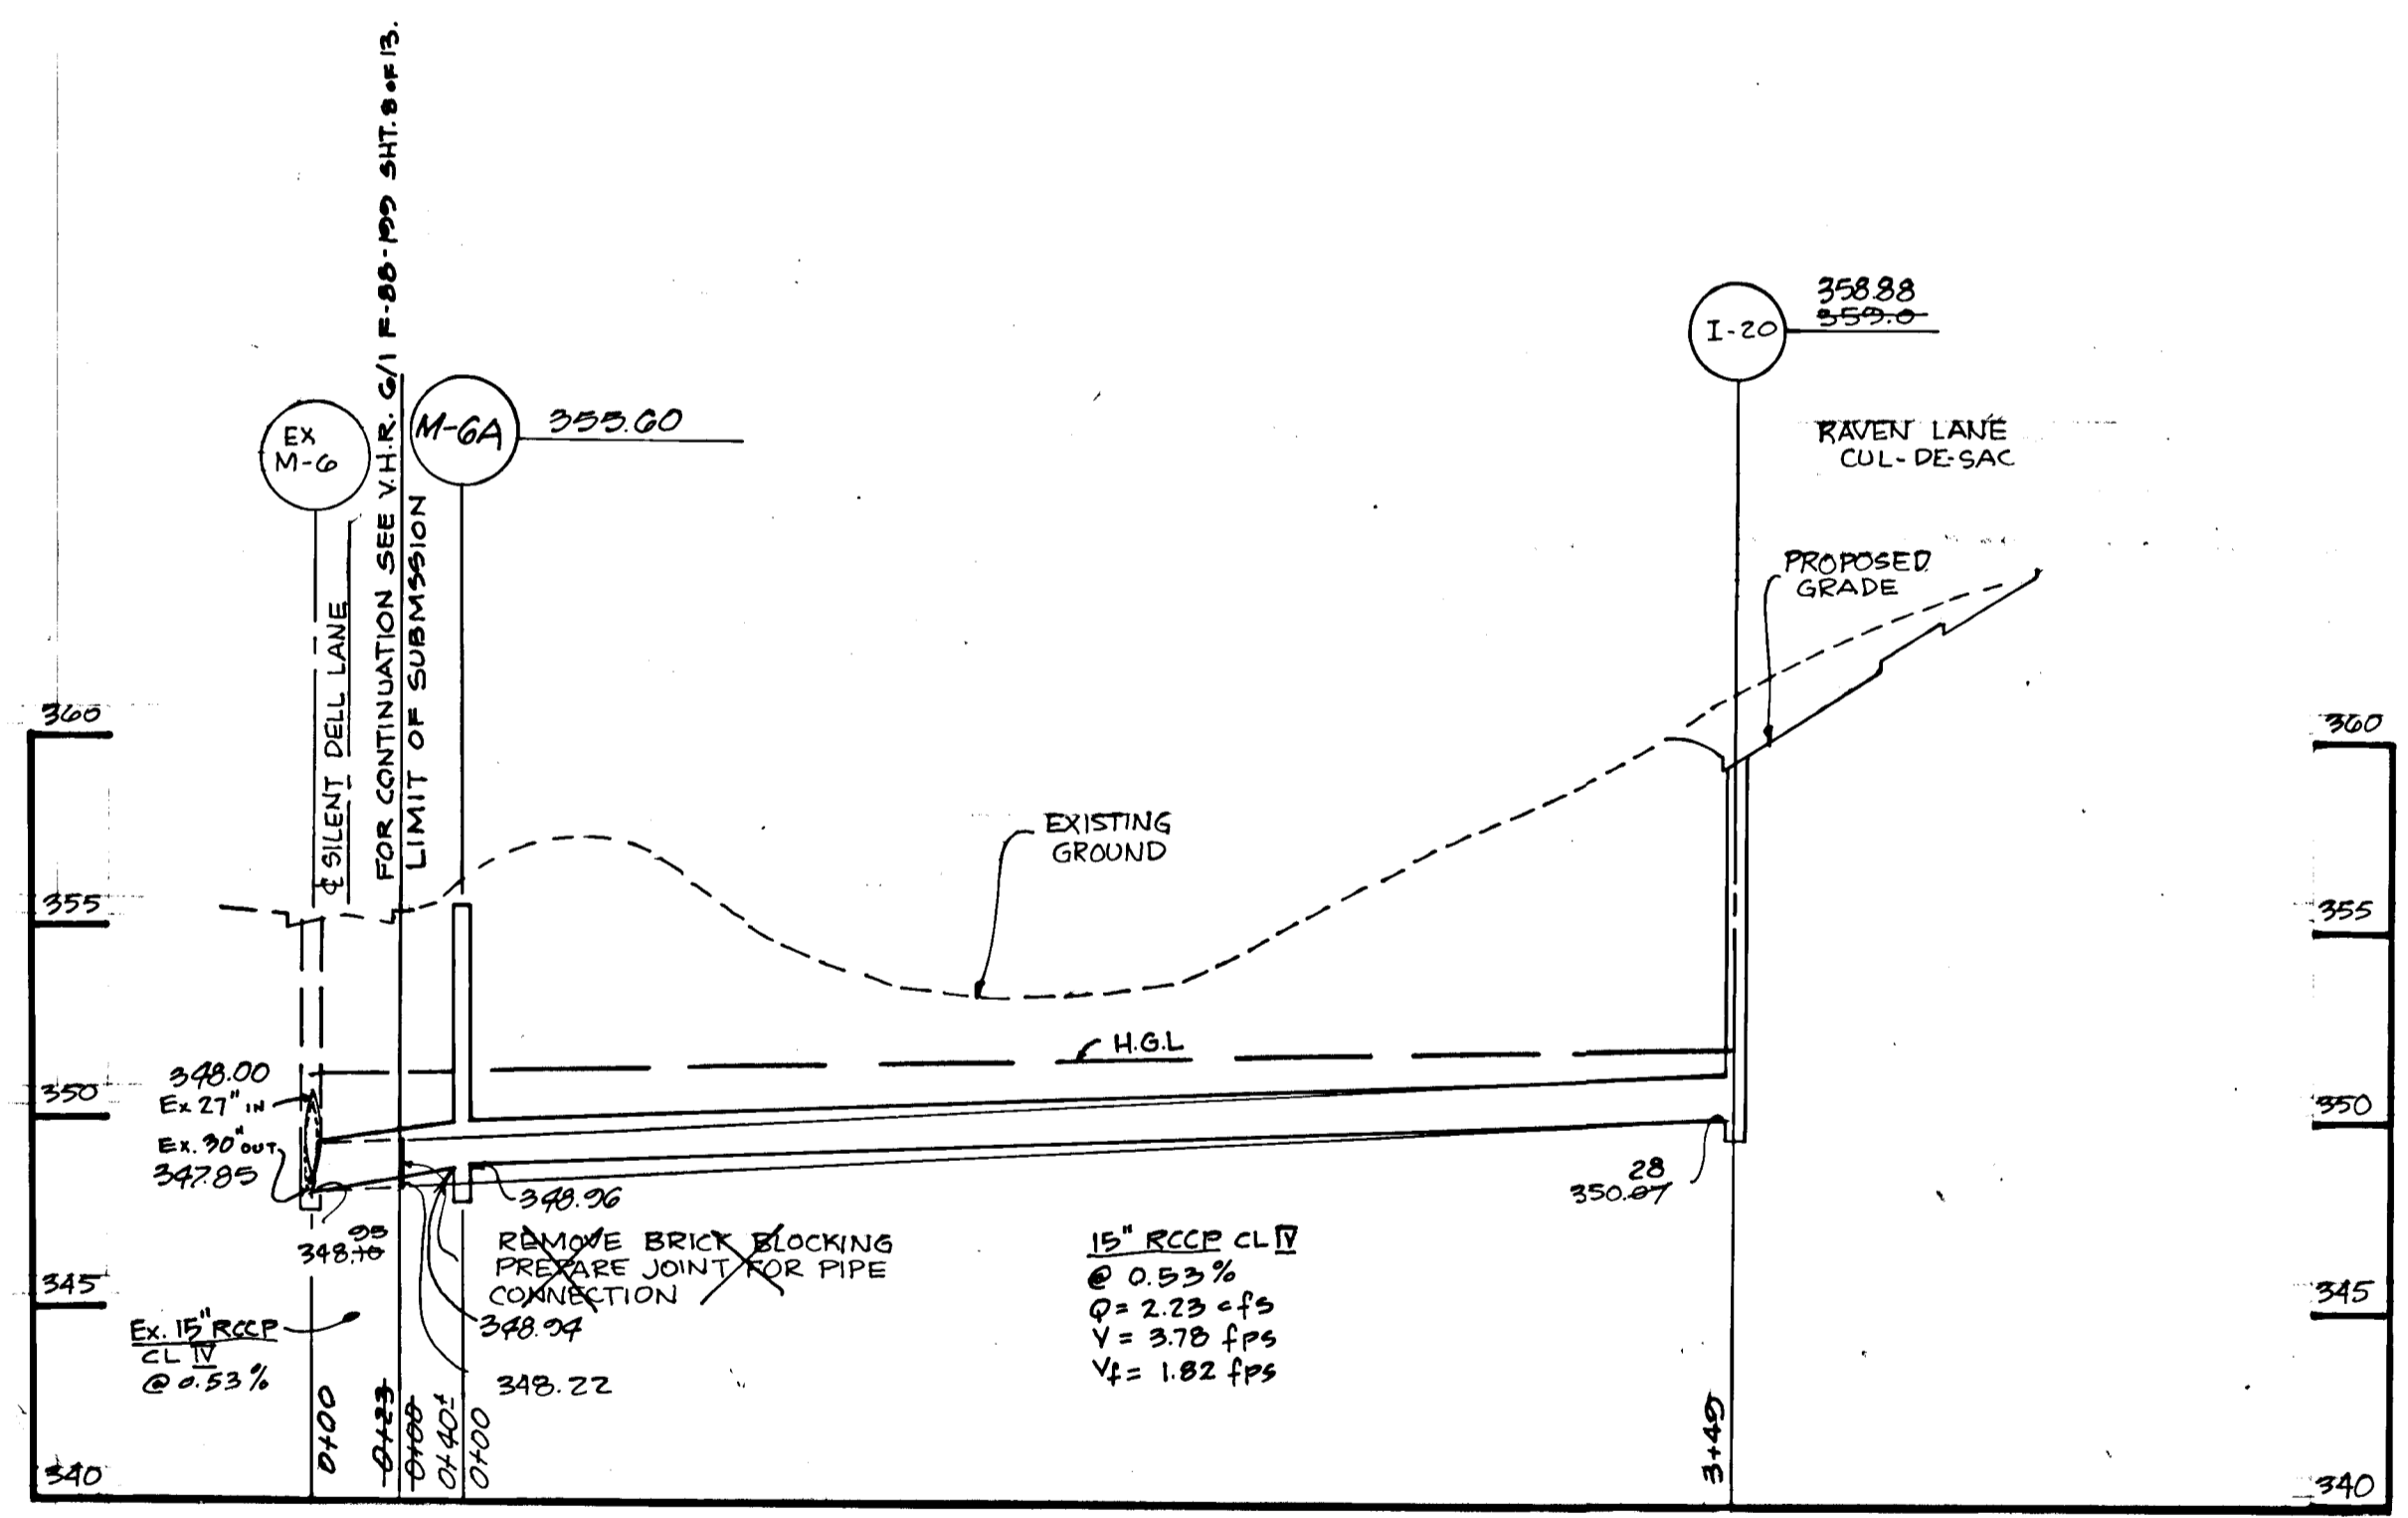 FOR CONTINUATION SEE V.H.R. 6/1 F-88-199 SHT. 8 OF 13.
LIMIT OF SUBMSSION
℄ SILENT DELL LANE
EX
M-6
M-6A
355.60
I-20
358.88
359.0
RAVEN LANE
CUL-DE-SAC
PROPOSED
GRADE
EXISTING
GROUND
H.G.L
360
355
350
345
340
360
355
350
345
340
348.00
Ex 27" IN
Ex. 30" OUT
347.85
95
348.10
348.96
REMOVE BRICK BLOCKING
PREPARE JOINT FOR PIPE
CONNECTION
348.94
348.22
Ex. 15" RCCP
CL IV
@ 0.53%
15" RCCP CL IV
@ 0.53%
Q = 2.23 cfs
V = 3.78 fps
Vf = 1.82 fps
28
350.07
0+00
0+23
0+00
0+40±
0+00